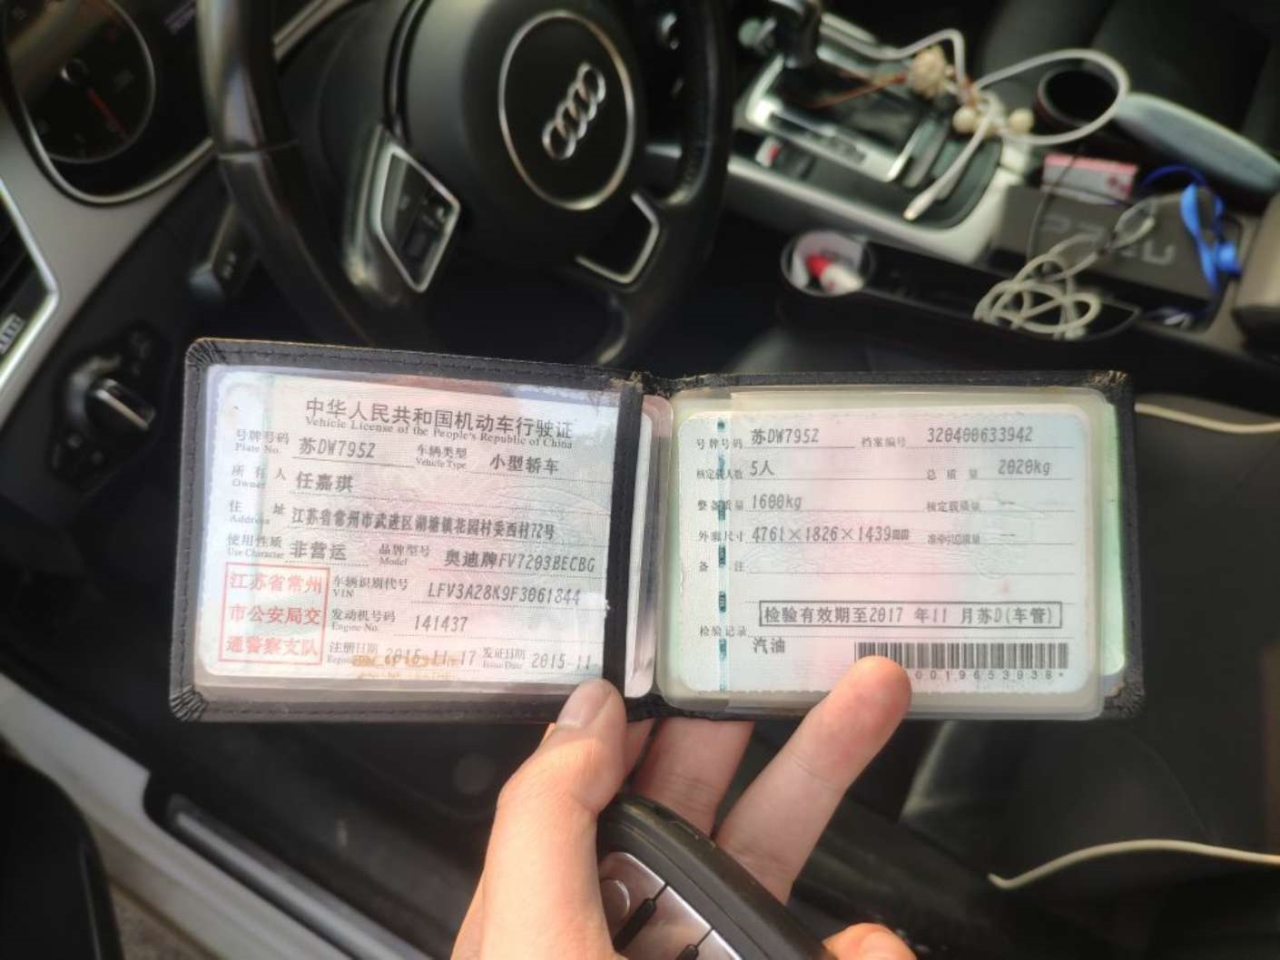 中华人民共和国机动车行驶证
Vehicle License of the People's Republic of China
号牌号码 Plate No. 苏DW795Z 车辆类型 Vehicle Type 小型轿车
所有人 Owner 任嘉琪
住址 Address 江苏省常州市武进区湖塘镇花园村委西村72号
使用性质 Use Character 非营运 品牌型号 Model 奥迪牌FV7203BECBG
车辆识别代号 VIN LFV3A28K9F3061844
发动机号码 Engine No. 141437
注册日期 2015-11-17 发证日期 Issue Date 2015-11-
江苏省常州
市公安局交
通警察支队
号牌号码 苏DW795Z 档案编号 320400633942
核定载人数 5人 总质量 2020kg
整备质量 1600kg 核定载质量 --
外廓尺寸 4761×1826×1439 准牵引总质量 --
备注
检验有效期至2017 年11 月苏D(车管)
检验记录
汽油
0019653938*